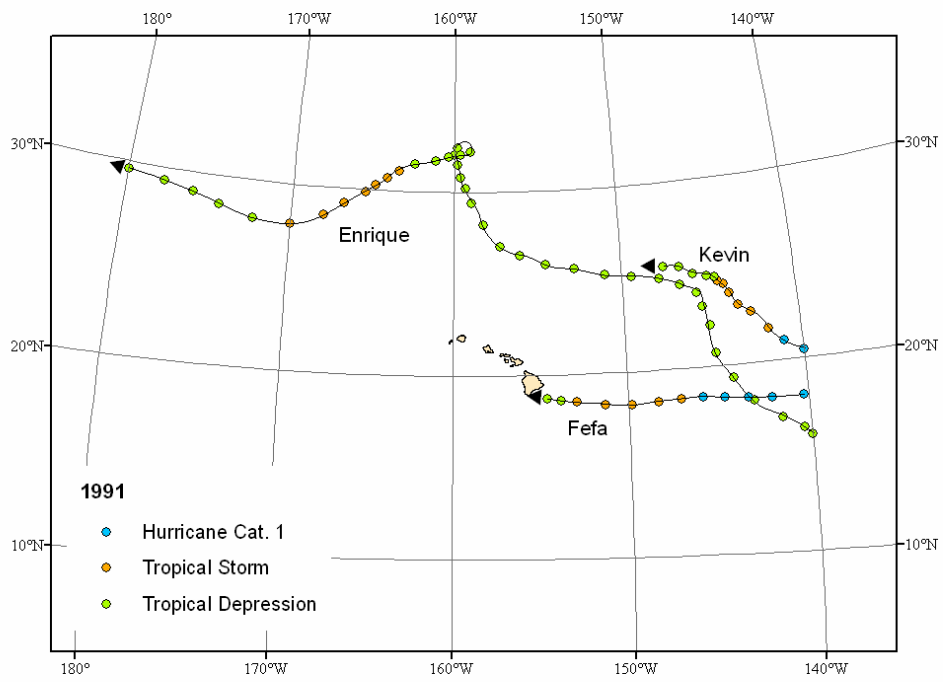 180° 170°W 160°W 150°W 140°W
30°N 30°N
Enrique Kevin
20°N 20°N
Fefa
1991
Hurricane Cat. 1
10°N 10°N
Tropical Storm
Tropical Depression
180° 170°W 160°W 150°W 140°W